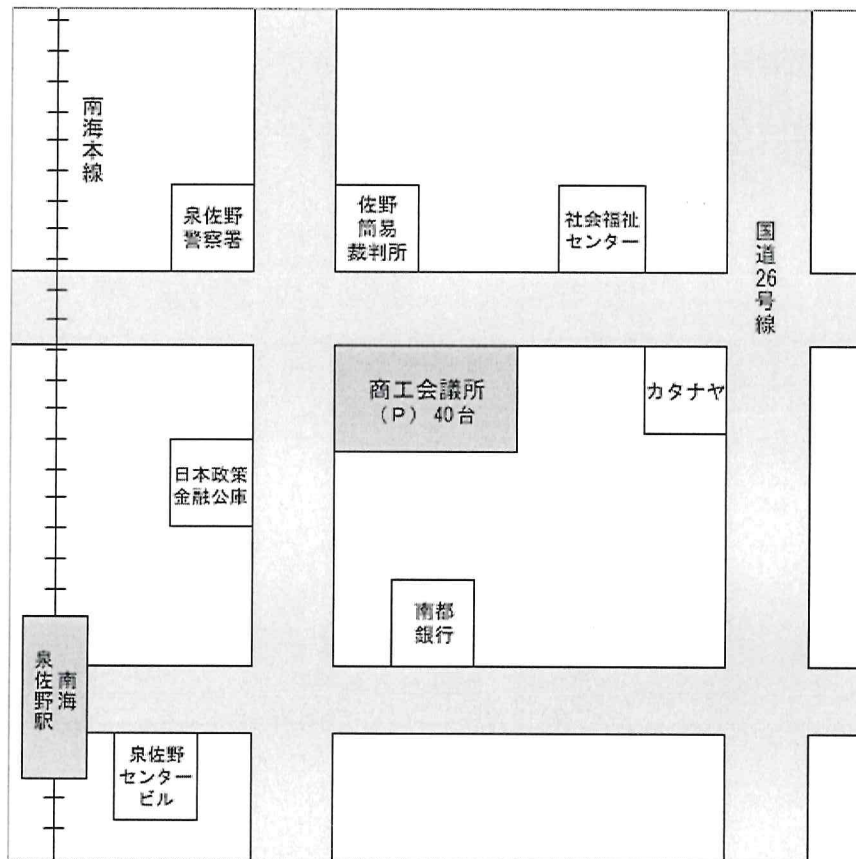 南海本線
泉佐野
警察署
佐野
簡易
裁判所
社会福祉
センター
国道26号線
商工会議所
（P） 40台
カタナヤ
日本政策
金融公庫
南都
銀行
南海
泉佐野駅
泉佐野
センター
ビル